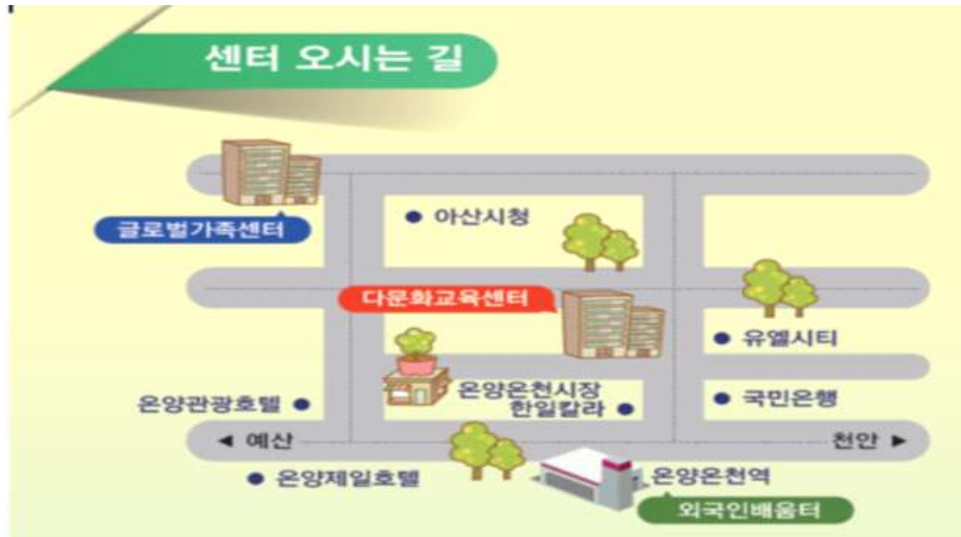 센터 오시는 길
글로벌가족센터
아산시청
다문화교육센터
유엘시티
온양관광호텔
온양온천시장
한일칼라
국민은행
◀ 예산
천안 ▶
온양제일호텔
온양온천역
외국인배움터